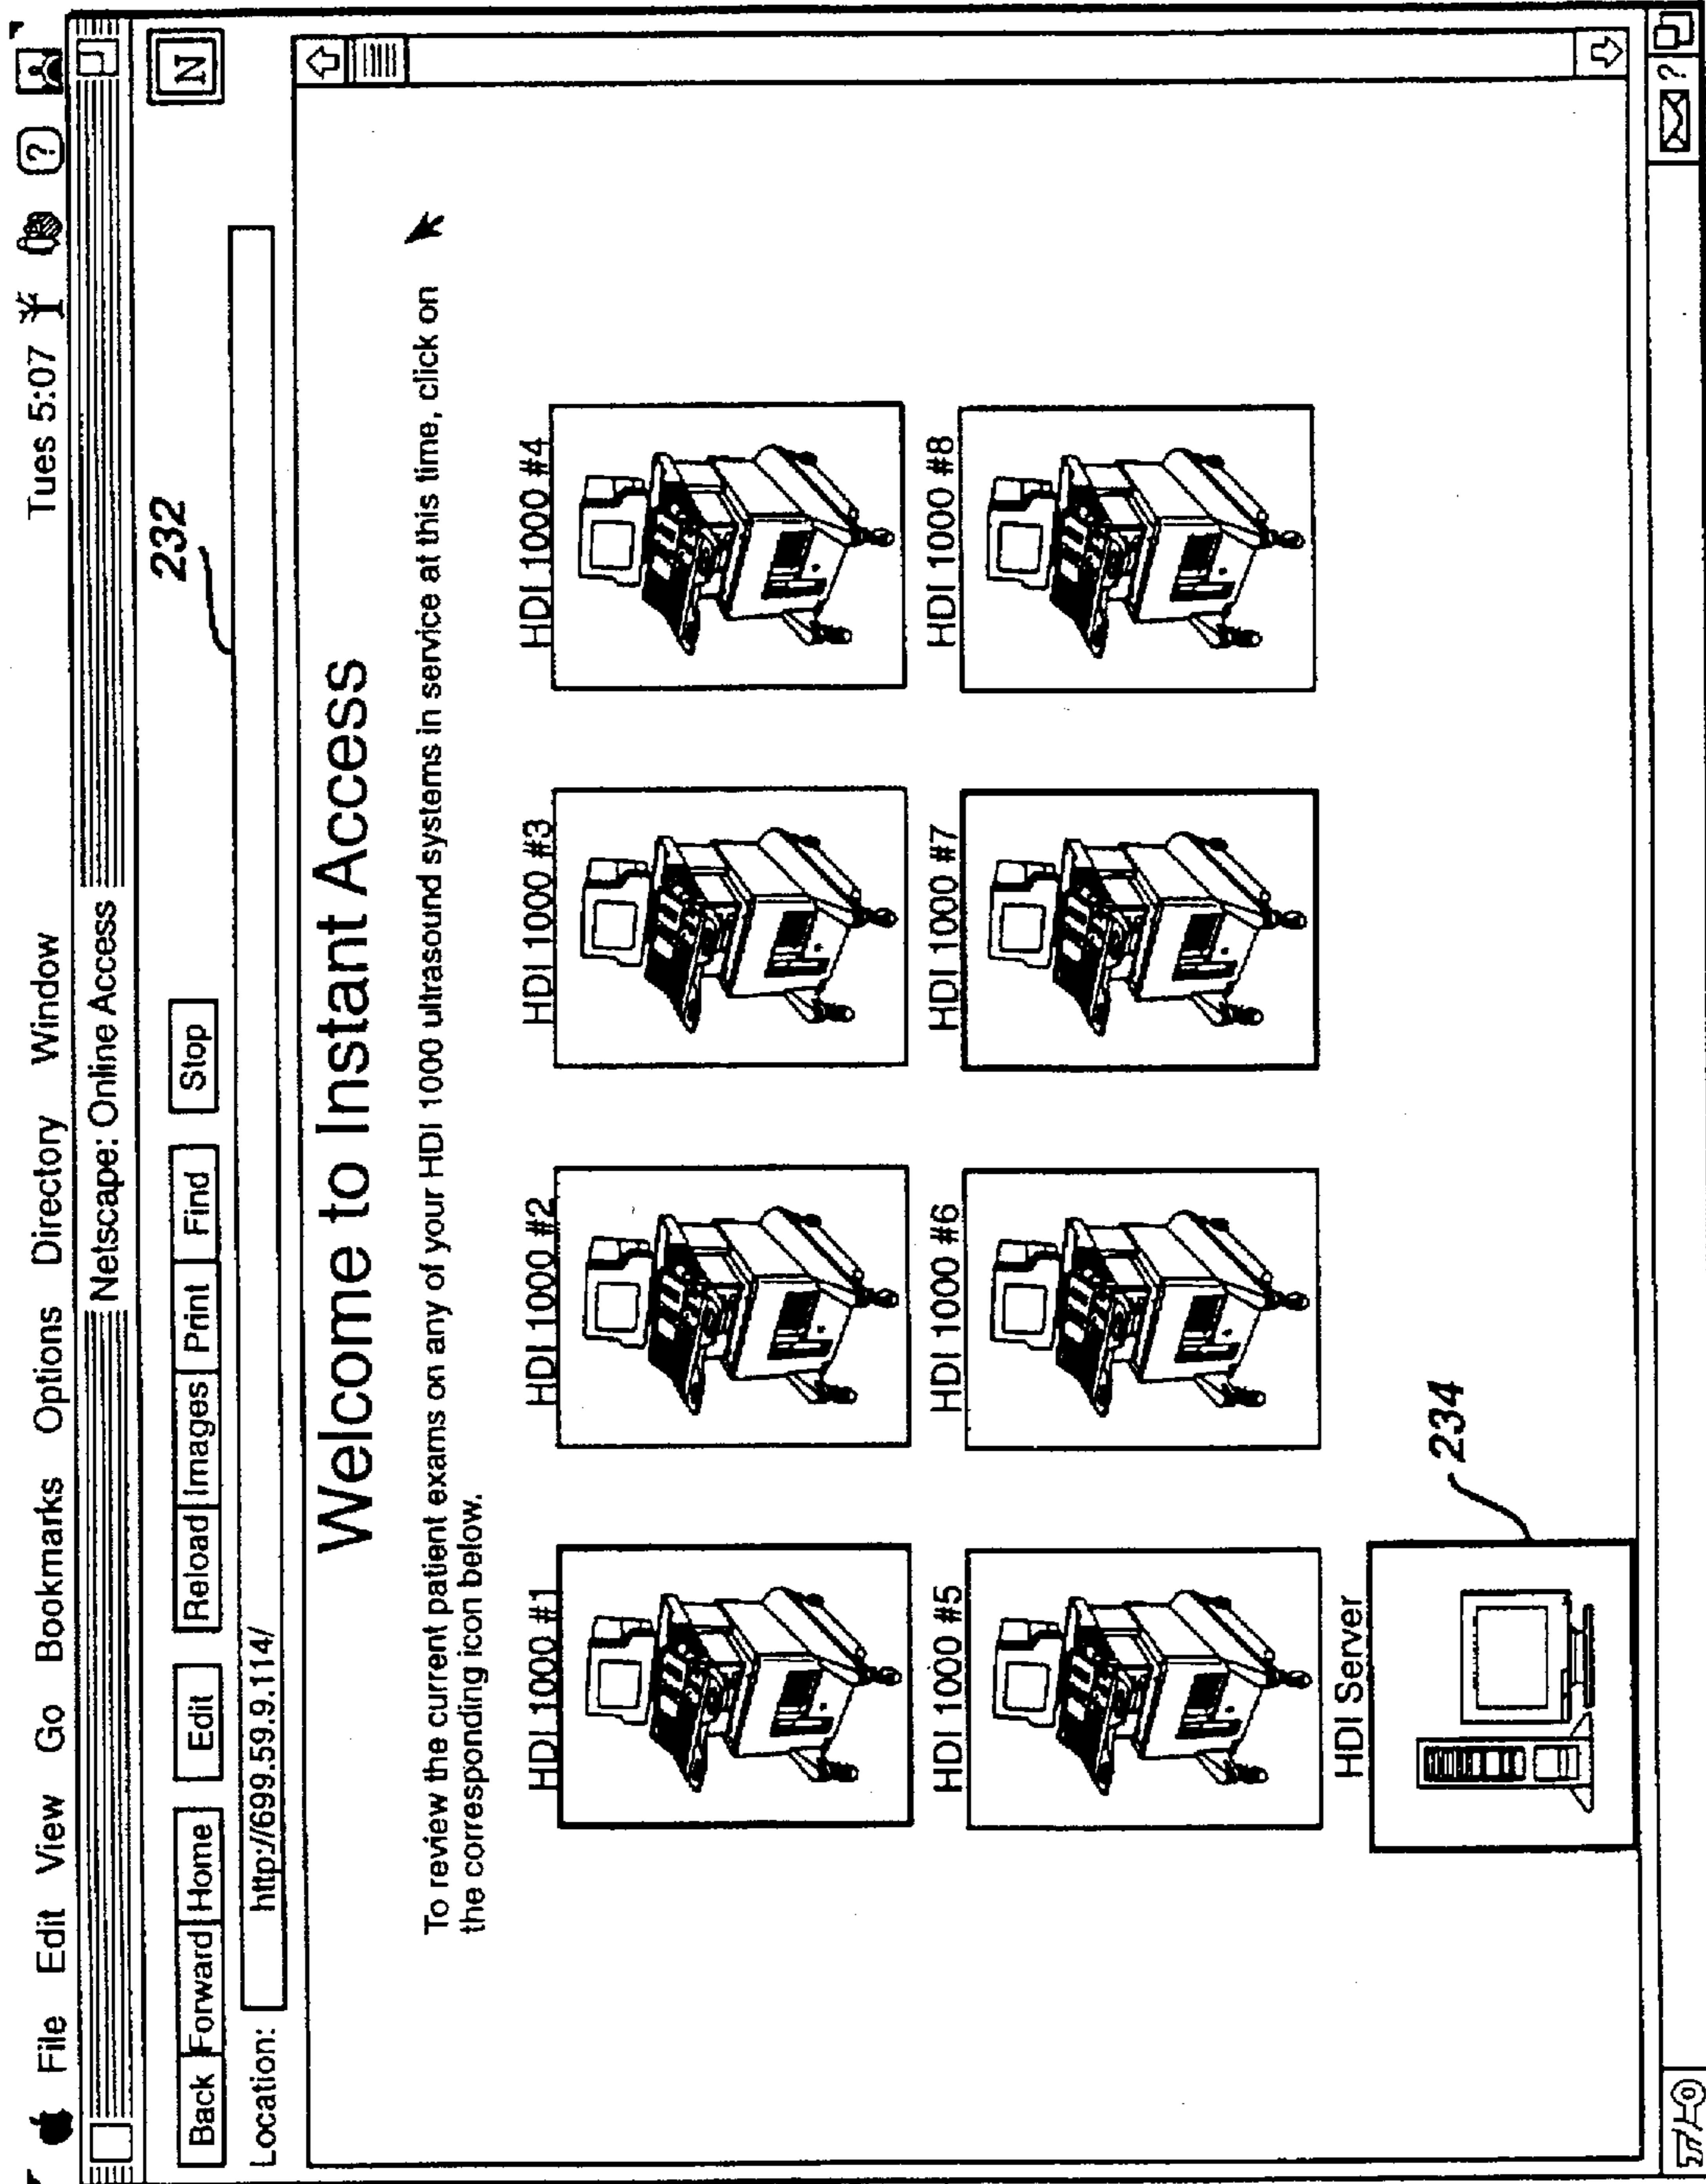 File Edit View Go Bookmarks Options Directory Window Tues 5:07 ?
Netscape: Online Access
232
Back Forward Home Edit Reload Images Print Find Stop N
Location: http://699.59.9.114/
Welcome to Instant Access
To review the current patient exams on any of your HDI 1000 ultrasound systems in service at this time, click on
the corresponding icon below.
HDI 1000 #1 HDI 1000 #2 HDI 1000 #3 HDI 1000 #4
HDI 1000 #5 HDI 1000 #6 HDI 1000 #7 HDI 1000 #8
HDI Server
234
?